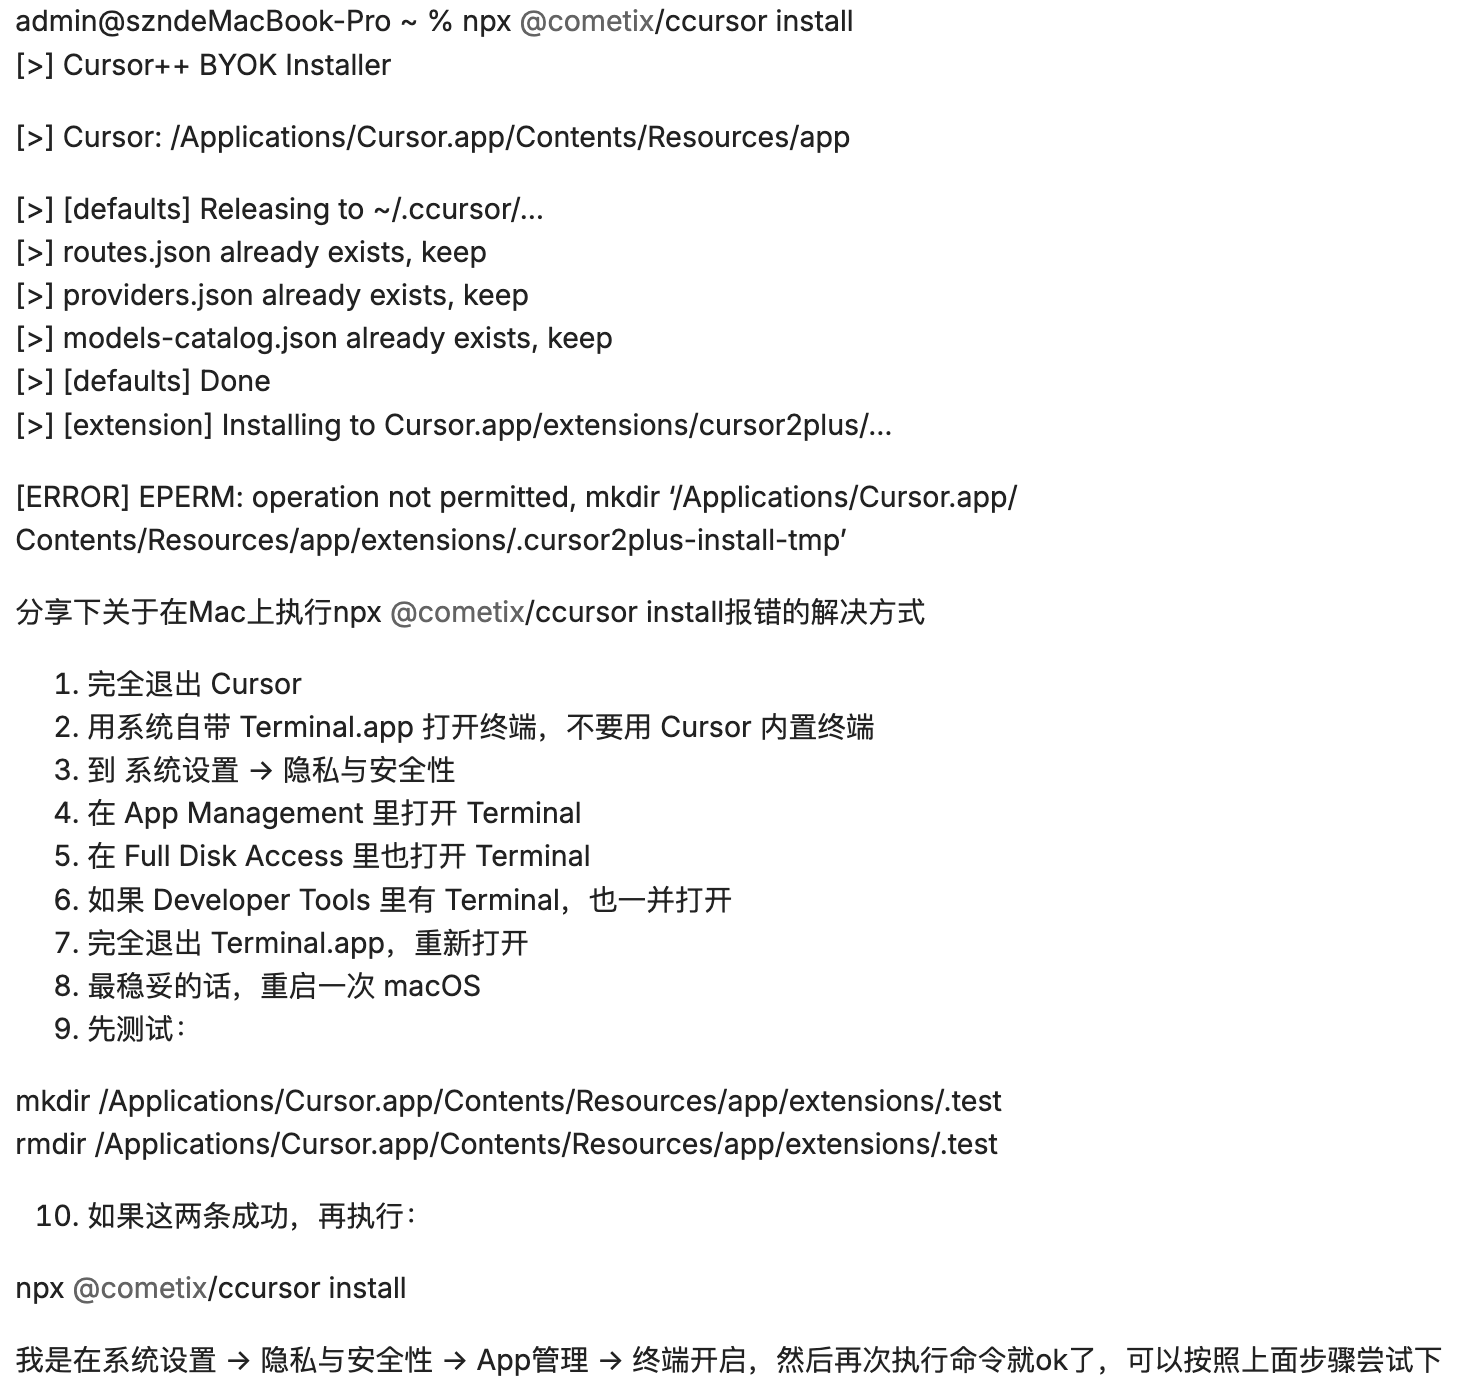 admin@szndeMacBook-Pro ~ % npx @cometix/ccursor install
[>] Cursor++ BYOK Installer
[>] Cursor: /Applications/Cursor.app/Contents/Resources/app
[>] [defaults] Releasing to ~/.ccursor/…
[>] routes.json already exists, keep
[>] providers.json already exists, keep
[>] models-catalog.json already exists, keep
[>] [defaults] Done
[>] [extension] Installing to Cursor.app/extensions/cursor2plus/…
[ERROR] EPERM: operation not permitted, mkdir ‘/Applications/Cursor.app/
Contents/Resources/app/extensions/.cursor2plus-install-tmp’
分享下关于在Mac上执行npx @cometix/ccursor install报错的解决方式
1. 完全退出 Cursor
2. 用系统自带 Terminal.app 打开终端，不要用 Cursor 内置终端
3. 到 系统设置 → 隐私与安全性
4. 在 App Management 里打开 Terminal
5. 在 Full Disk Access 里也打开 Terminal
6. 如果 Developer Tools 里有 Terminal，也一并打开
7. 完全退出 Terminal.app，重新打开
8. 最稳妥的话，重启一次 macOS
9. 先测试：
mkdir /Applications/Cursor.app/Contents/Resources/app/extensions/.test
rmdir /Applications/Cursor.app/Contents/Resources/app/extensions/.test
10. 如果这两条成功，再执行：
npx @cometix/ccursor install
我是在系统设置 → 隐私与安全性 → App管理 → 终端开启，然后再次执行命令就ok了，可以按照上面步骤尝试下